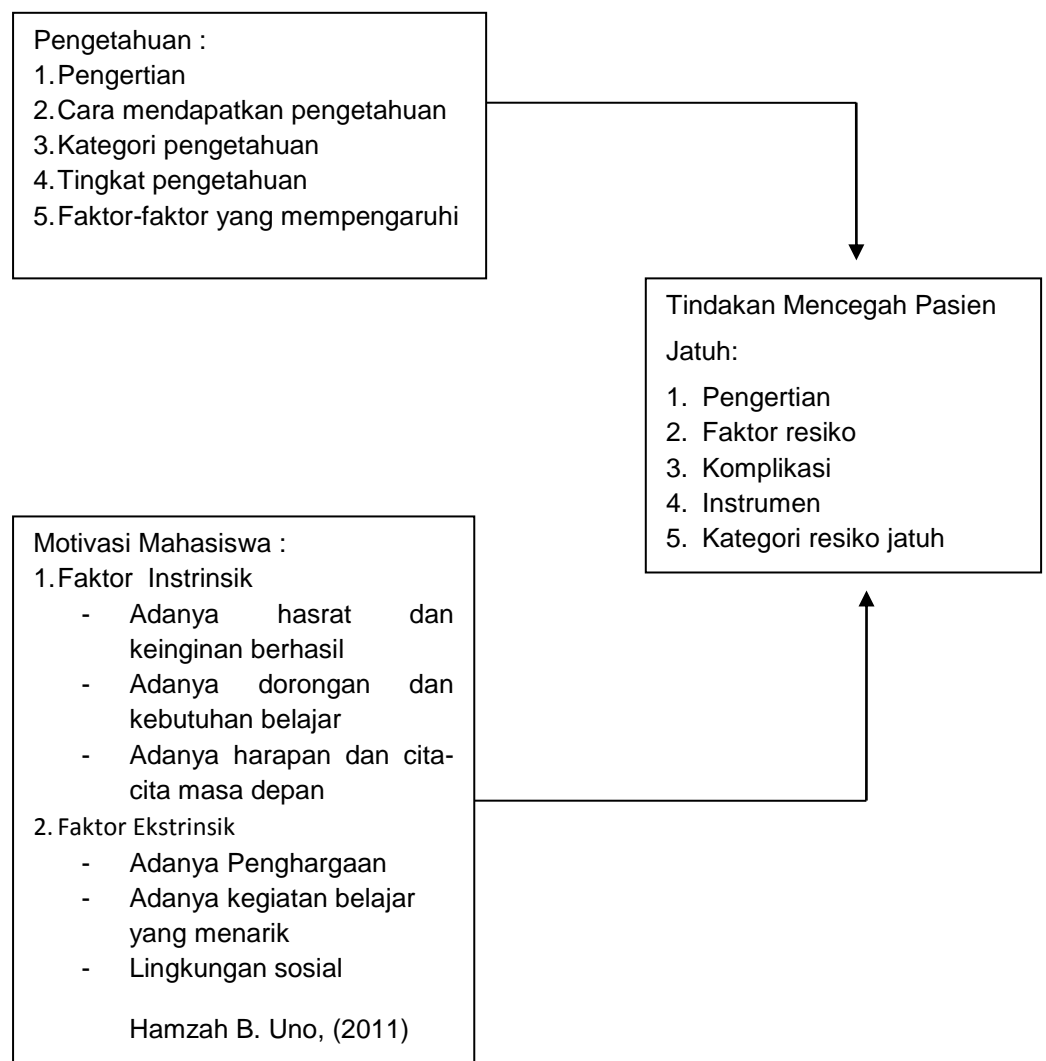 Pengetahuan :
1.Pengertian
2.Cara mendapatkan pengetahuan
3.Kategori pengetahuan
4.Tingkat pengetahuan
5.Faktor-faktor yang mempengaruhi
Tindakan Mencegah Pasien
Jatuh:
1. Pengertian
2. Faktor resiko
3. Komplikasi
4. Instrumen
5. Kategori resiko jatuh
Motivasi Mahasiswa :
1.Faktor Instrinsik
- Adanya hasrat dan
keinginan berhasil
- Adanya dorongan dan
kebutuhan belajar
- Adanya harapan dan cita-
cita masa depan
2. Faktor Ekstrinsik
- Adanya Penghargaan
- Adanya kegiatan belajar
yang menarik
- Lingkungan sosial
Hamzah B. Uno, (2011)